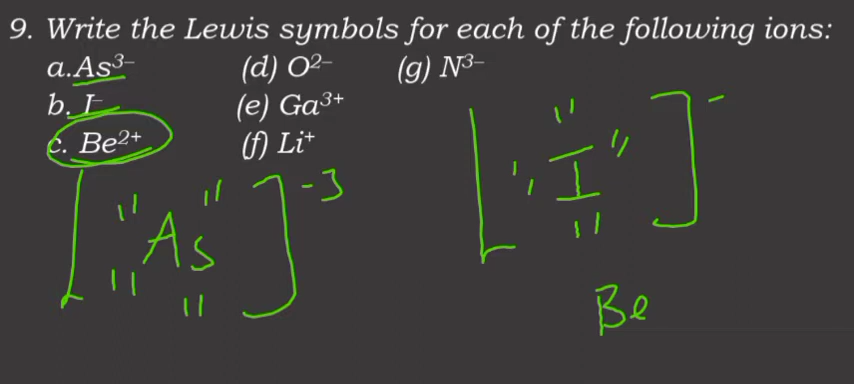 9. Write the Lewis symbols for each of the following ions:
a.As³⁻ (d) O²⁻ (g) N³⁻
b. I⁻ (e) Ga³⁺
c. Be²⁺ (f) Li⁺
[As]⁻³ [I]⁻
Be